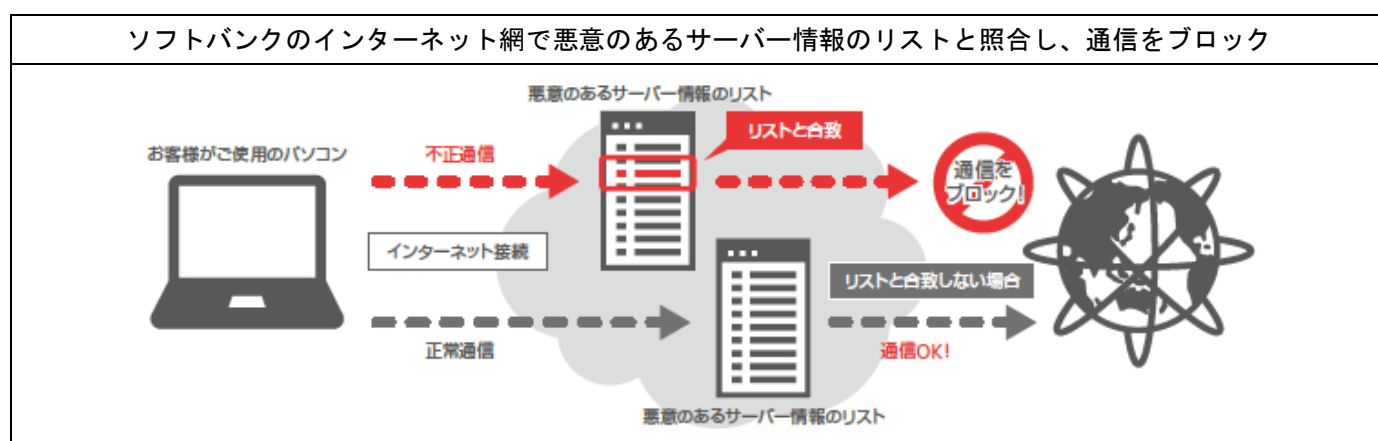 ソフトバンクのインターネット網で悪意のあるサーバー情報のリストと照合し、通信をブロック
悪意のあるサーバー情報のリスト
リストと合致
お客様がご使用のパソコン
不正通信
通信を
ブロック!
インターネット接続
リストと合致しない場合
正常通信
通信OK!
悪意のあるサーバー情報のリスト